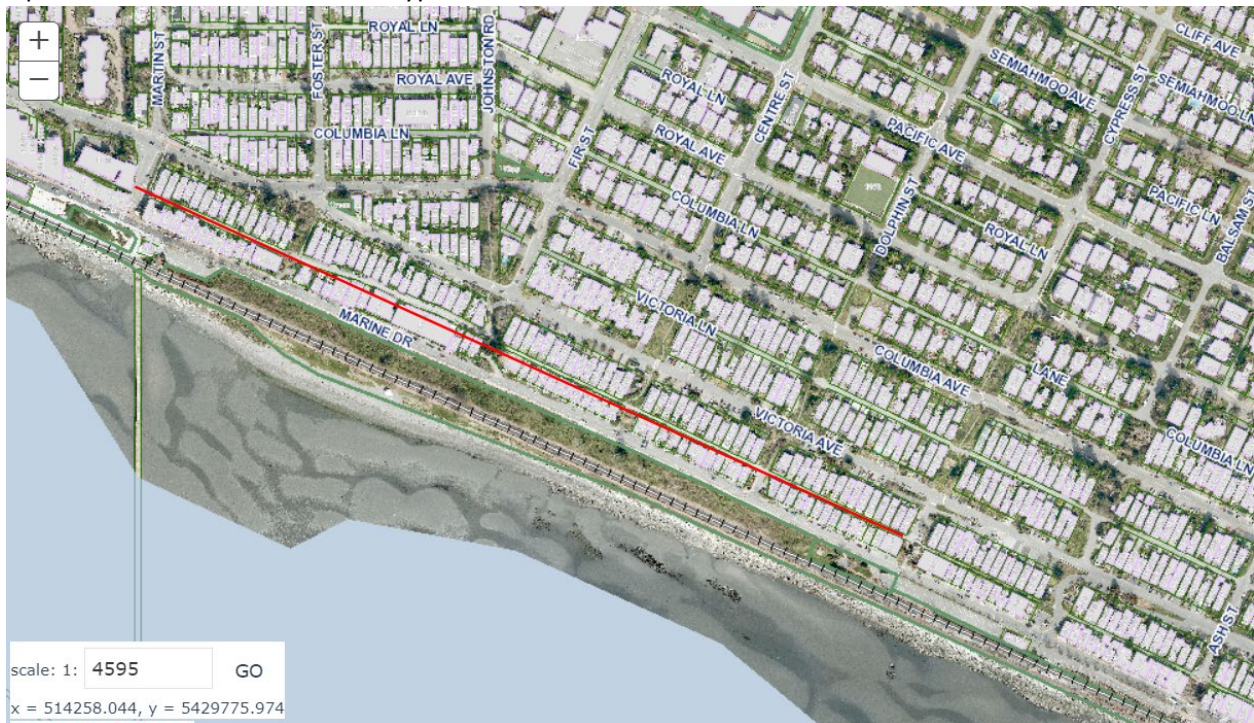 +
−
MARTIN ST
FOSTER ST
ROYAL LN
ROYAL AVE
JOHNSTON RD
COLUMBIA LN
FIR ST
ROYAL LN
ROYAL AVE
CENTRE ST
COLUMBIA LN
PACIFIC AVE
SEMIAHMOO AVE
CLIFF AVE
CYPRESS ST
SEMIAHMOO LN
DOLPHIN ST
ROYAL LN
PACIFIC LN
BALSAM ST
MARINE DR
VICTORIA LN
COLUMBIA AVE
LANE
VICTORIA AVE
COLUMBIA LN
ASH ST
scale: 1: 4595 GO
x = 514258.044, y = 5429775.974